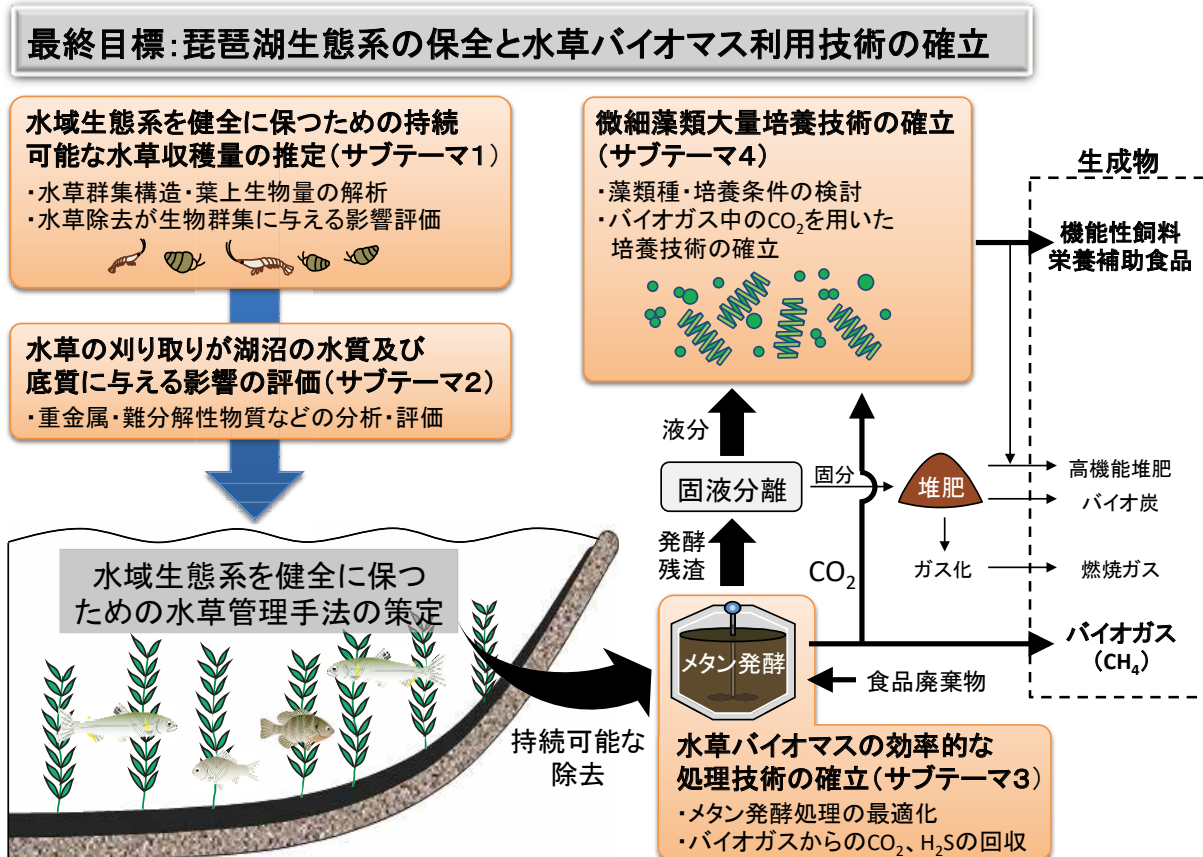 最終目標:琵琶湖生態系の保全と水草バイオマス利用技術の確立
水域生態系を健全に保つための持続
可能な水草収穫量の推定(サブテーマ1)
・水草群集構造・葉上生物量の解析
・水草除去が生物群集に与える影響評価
水草の刈り取りが湖沼の水質及び
底質に与える影響の評価(サブテーマ2)
・重金属・難分解性物質などの分析・評価
水域生態系を健全に保つ
ための水草管理手法の策定
持続可能な
除去
微細藻類大量培養技術の確立
(サブテーマ4)
・藻類種・培養条件の検討
・バイオガス中のCO₂を用いた
培養技術の確立
液分
固液分離
固分
堆肥
発酵
残渣
CO₂
ガス化
メタン発酵
食品廃棄物
水草バイオマスの効率的な
処理技術の確立(サブテーマ3)
・メタン発酵処理の最適化
・バイオガスからのCO₂、H₂Sの回収
生成物
機能性飼料
栄養補助食品
高機能堆肥
バイオ炭
燃焼ガス
バイオガス
(CH₄)